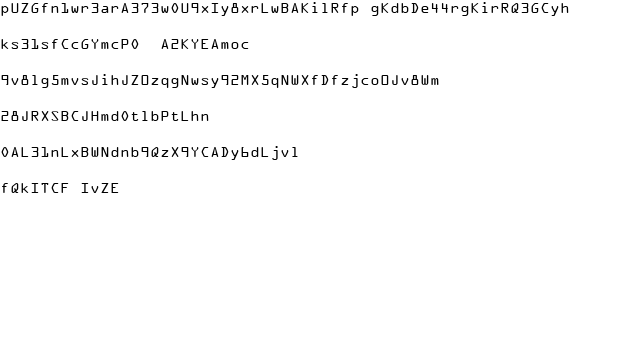 pUZGfn1wr3arA373w0U9xIy8xrLwBAKilRfp gKdbDe44rgKirRQ3GCyh
ks31sfCcGYmcP0  A2KYEAmoc
9v8lg5mvsJihJZOzqgNwsy92MX5qNWXfDfzjcoOJv8Wm
28JRXSBCJHmd0tlbPtLhn
0AL31nLxBWNdnb9QzX9YCADy6dLjvl
fQkITCF IvZE